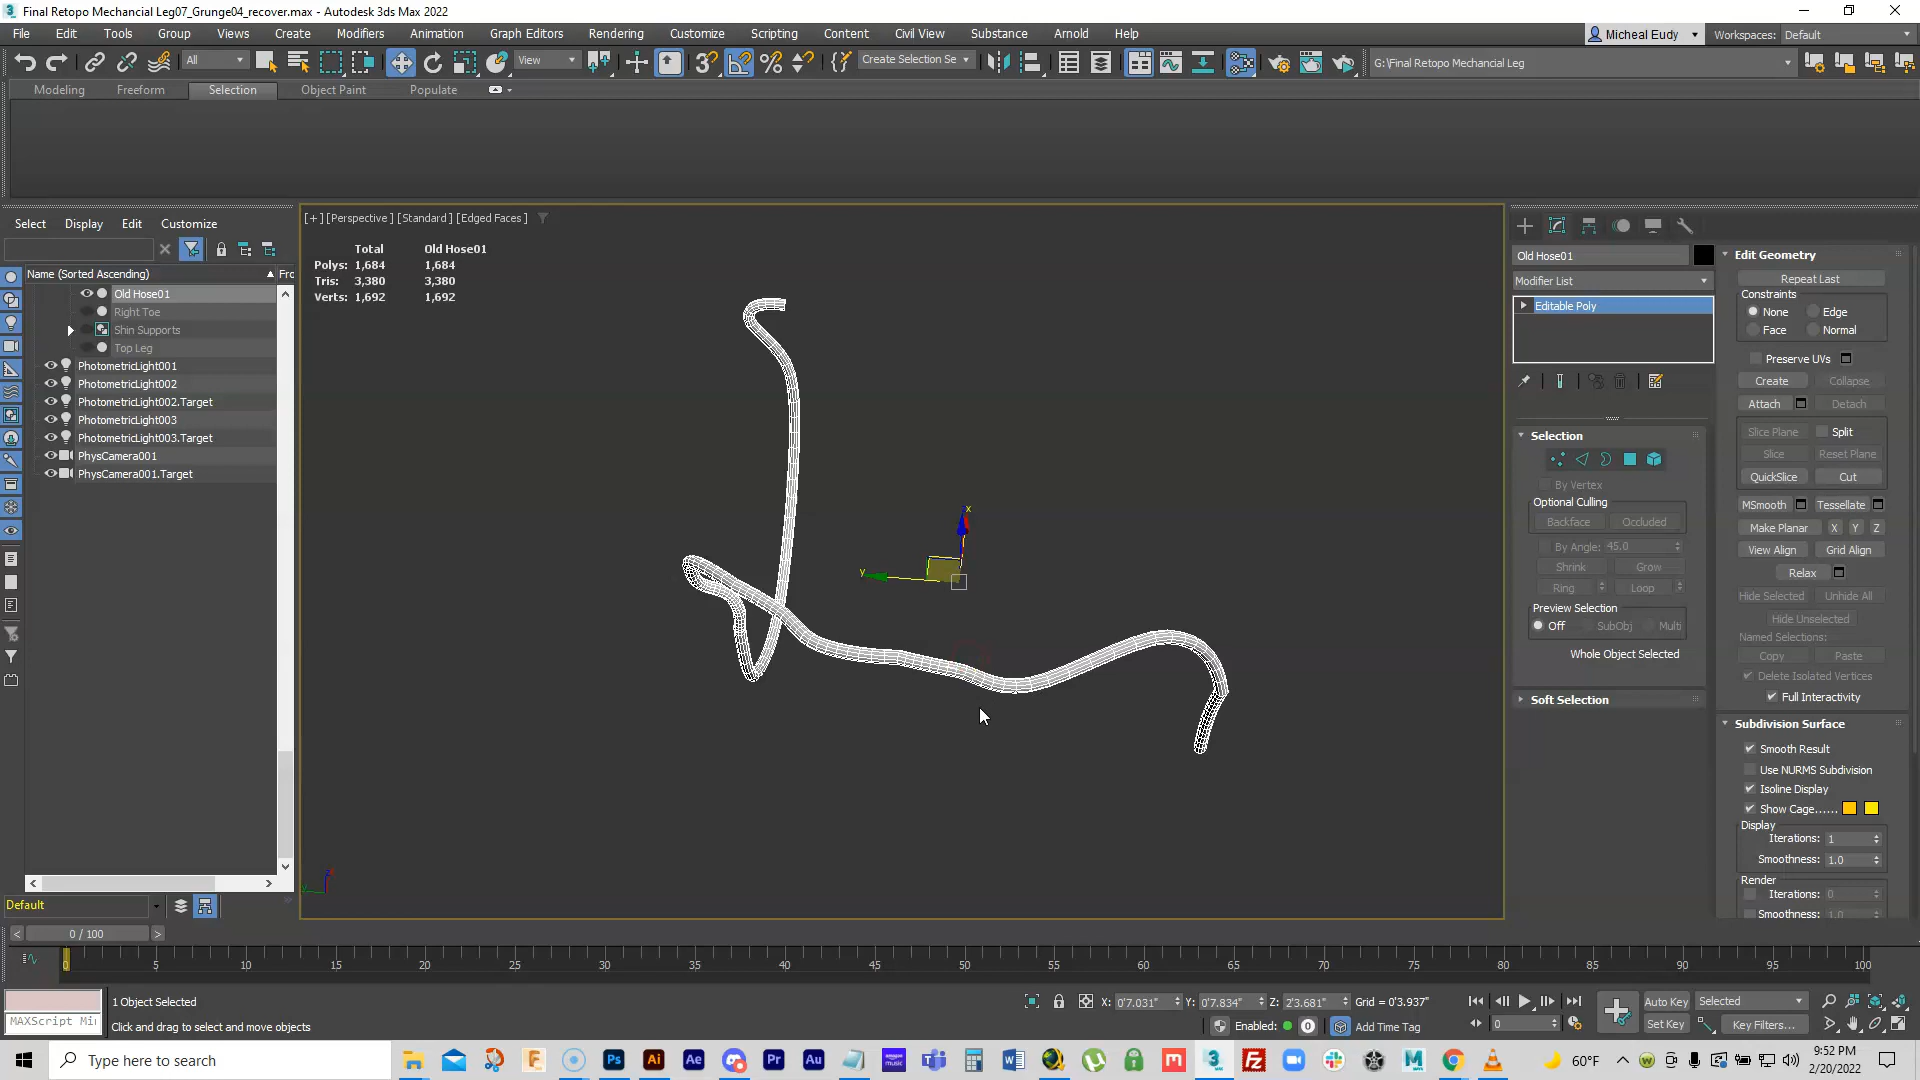 Final Retopo Mechancial Leg07_Grunge04_recover.max - Autodesk 3ds Max 2022
File Edit Tools Group Views Create Modifiers Animation Graph Editors Rendering Customize Scripting Content Civil View Substance Arnold Help
Micheal Eudy Workspaces: Default
All View Create Selection Se G:\Final Retopo Mechancial Leg
Modeling Freeform Selection Object Paint Populate
Select Display Edit Customize
Name (Sorted Ascending) Fro
Old Hose01
Right Toe
Shin Supports
Top Leg
PhotometricLight001
PhotometricLight002
PhotometricLight002.Target
PhotometricLight003
PhotometricLight003.Target
PhysCamera001
PhysCamera001.Target
Default
[+] [Perspective] [Standard] [Edged Faces]
Total Old Hose01
Polys: 1,684 1,684
Tris: 3,380 3,380
Verts: 1,692 1,692
x
y
Old Hose01
Modifier List
Editable Poly
Selection
By Vertex
Optional Culling
Backface Occluded
By Angle: 45.0
Shrink Grow
Ring Loop
Preview Selection
Off SubObj Multi
Whole Object Selected
Soft Selection
Edit Geometry
Repeat Last
Constraints
None Edge
Face Normal
Preserve UVs
Create Collapse
Attach Detach
Slice Plane Split
Slice Reset Plane
QuickSlice Cut
MSmooth Tessellate
Make Planar X Y Z
View Align Grid Align
Relax
Hide Selected Unhide All
Hide Unselected
Named Selections:
Copy Paste
Delete Isolated Vertices
Full Interactivity
Subdivision Surface
Smooth Result
Use NURMS Subdivision
Isoline Display
Show Cage......
Display
Iterations: 1
Smoothness: 1.0
Render
Iterations: 0
Smoothness: 1.0
< 0 / 100 >
0 5 10 15 20 25 30 35 40 45 50 55 60 65 70 75 80 85 90 95 100
1 Object Selected
MAXScript Mi
Click and drag to select and move objects
X: 0'7.031" Y: 0'7.834" Z: 2'3.681" Grid = 0'3.937"
Enabled: 0 Add Time Tag
Auto Key Selected
0 Set Key Key Filters...
Type here to search
60°F
9:52 PM
2/20/2022